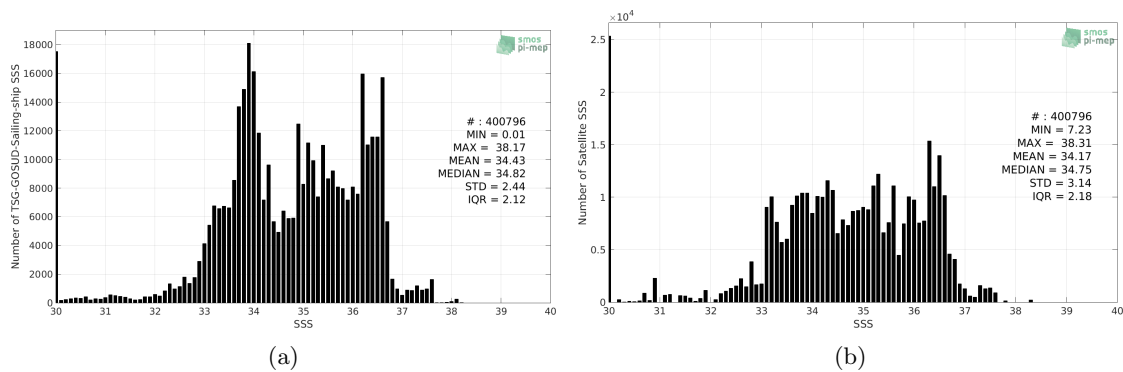 18000
16000
14000
12000
10000
8000
6000
4000
2000
0
Number of TSG-GOSUD-Sailing-ship SSS
smos
pi-mep
# : 400796
MIN = 0.01
MAX = 38.17
MEAN = 34.43
MEDIAN = 34.82
STD = 2.44
IQR = 2.12
30 31 32 33 34 35 36 37 38 39 40
SSS
(a)
×10⁴
2.5
2
1.5
1
0.5
0
Number of Satellite SSS
smos
pi-mep
# : 400796
MIN = 7.23
MAX = 38.31
MEAN = 34.17
MEDIAN = 34.75
STD = 3.14
IQR = 2.18
30 31 32 33 34 35 36 37 38 39 40
SSS
(b)